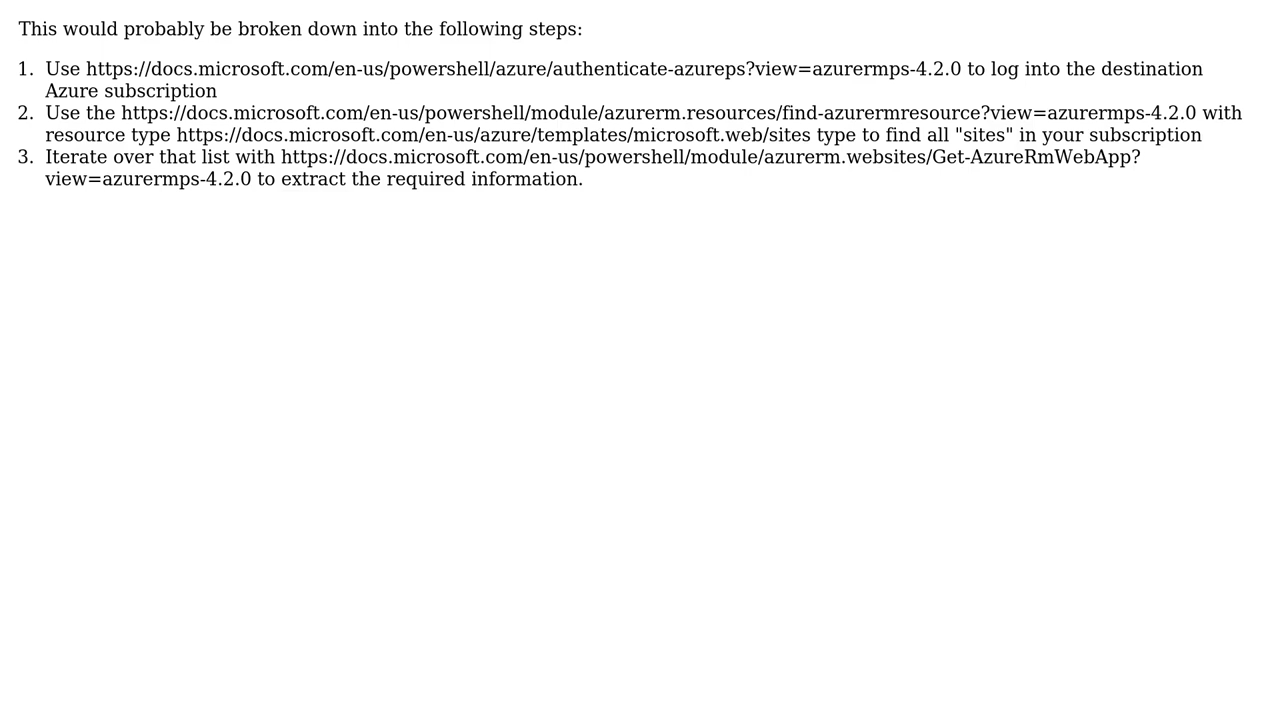 This would probably be broken down into the following steps:
1. Use https://docs.microsoft.com/en-us/powershell/azure/authenticate-azureps?view=azurermps-4.2.0 to log into the destination
Azure subscription
2. Use the https://docs.microsoft.com/en-us/powershell/module/azurerm.resources/find-azurermresource?view=azurermps-4.2.0 with
resource type https://docs.microsoft.com/en-us/azure/templates/microsoft.web/sites type to find all "sites" in your subscription
3. Iterate over that list with https://docs.microsoft.com/en-us/powershell/module/azurerm.websites/Get-AzureRmWebApp?
view=azurermps-4.2.0 to extract the required information.